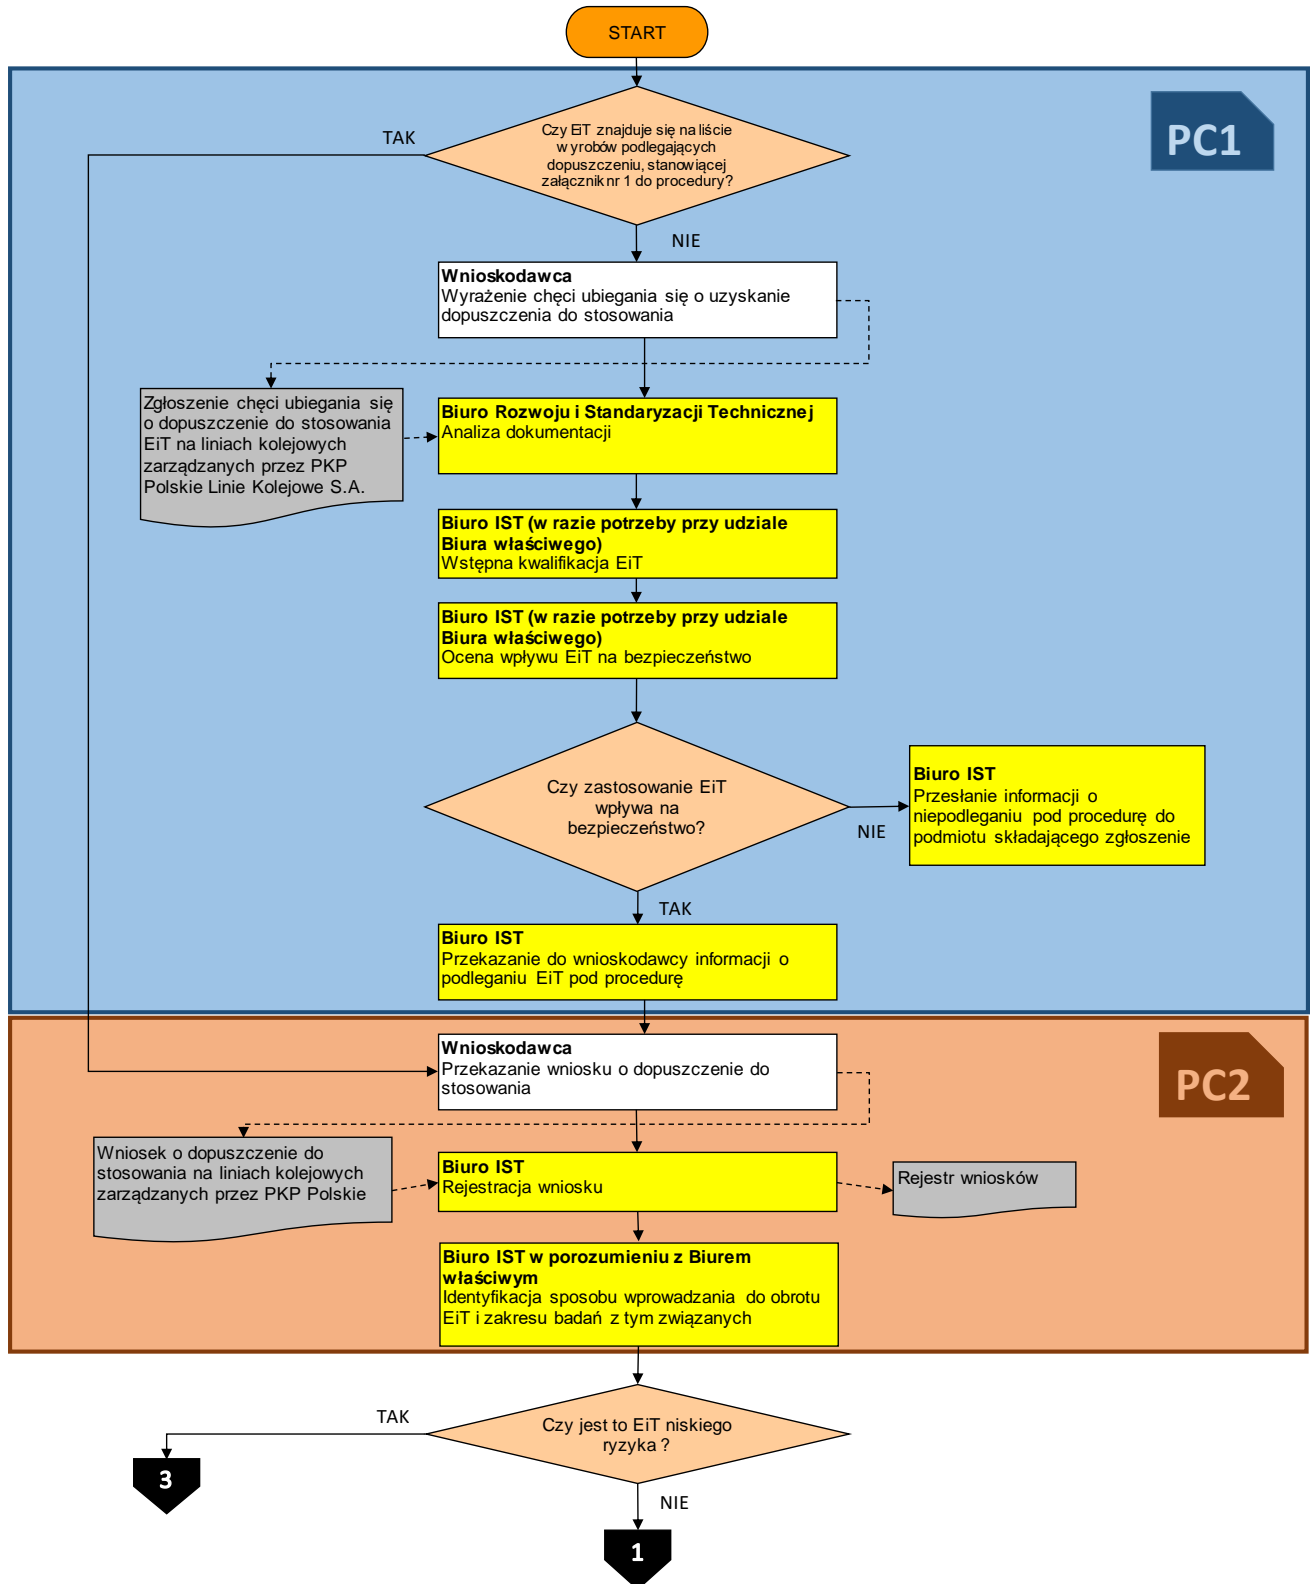 START
PC1
Czy EiT znajduje się na liście
wyrobów podlegających
dopuszczeniu, stanowiącej
załącznik nr 1 do procedury?
TAK
NIE
Wnioskodawca
Wyrażenie chęci ubiegania się o uzyskanie
dopuszczenia do stosowania
Zgłoszenie chęci ubiegania się
o dopuszczenie do stosowania
EiT na liniach kolejowych
zarządzanych przez PKP
Polskie Linie Kolejowe S.A.
Biuro Rozwoju i Standaryzacji Technicznej
Analiza dokumentacji
Biuro IST (w razie potrzeby przy udziale
Biura właściwego)
Wstępna kwalifikacja EiT
Biuro IST (w razie potrzeby przy udziale
Biura właściwego)
Ocena wpływu EiT na bezpieczeństwo
Czy zastosowanie EiT
wpływa na
bezpieczeństwo?
NIE
Biuro IST
Przesłanie informacji o
niepodleganiu pod procedurę do
podmiotu składającego zgłoszenie
TAK
Biuro IST
Przekazanie do wnioskodawcy informacji o
podleganiu EiT pod procedurę
PC2
Wnioskodawca
Przekazanie wniosku o dopuszczenie do
stosowania
Wniosek o dopuszczenie do
stosowania na liniach kolejowych
zarządzanych przez PKP Polskie
Biuro IST
Rejestracja wniosku
Rejestr wniosków
Biuro IST w porozumieniu z Biurem
właściwym
Identyfikacja sposobu wprowadzania do obrotu
EiT i zakresu badań z tym związanych
Czy jest to EiT niskiego
ryzyka ?
TAK
3
NIE
1